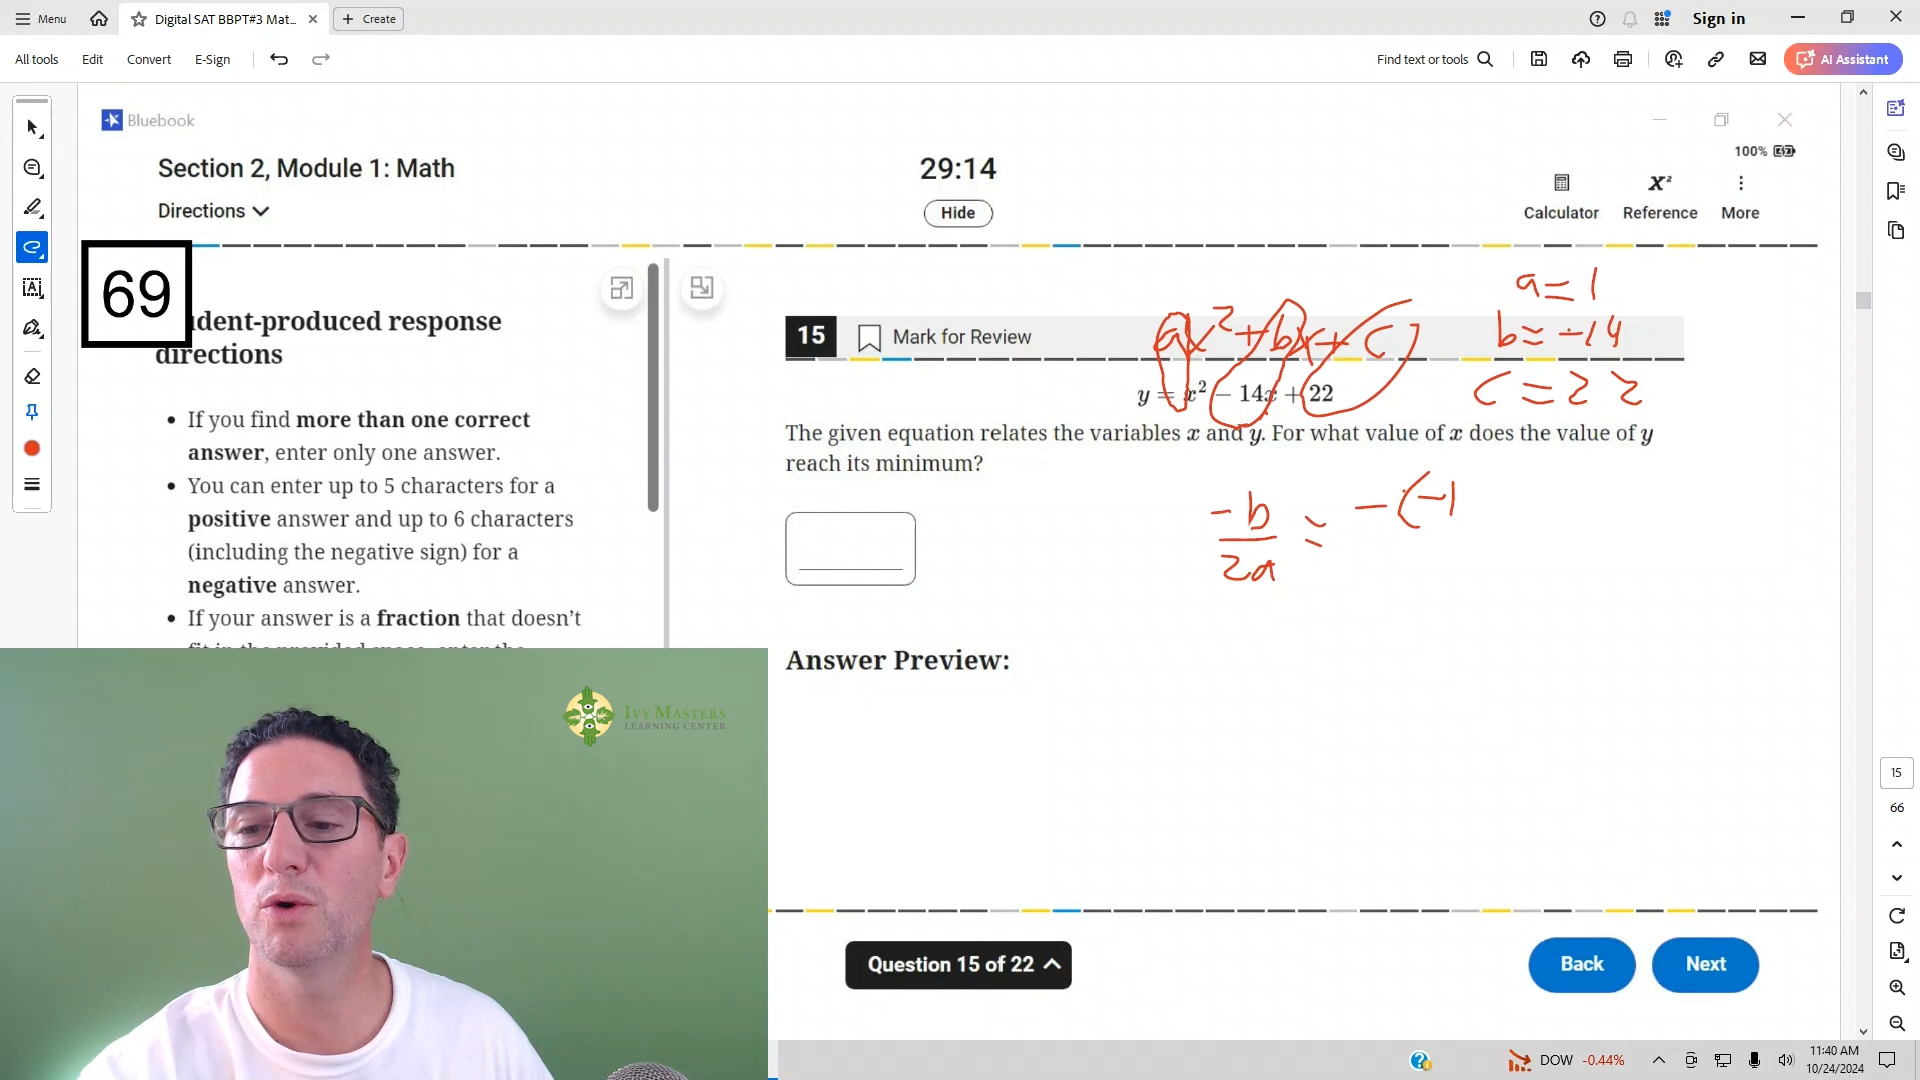 Menu
Digital SAT BBPT#3 Mat...
Create
Sign in
All tools
Edit
Convert
E-Sign
Find text or tools
AI Assistant
Bluebook
Section 2, Module 1: Math
Directions
29:14
Hide
100%
Calculator
X²
Reference
More
69
dent-produced response
directions
• If you find more than one correct
answer, enter only one answer.
• You can enter up to 5 characters for a
positive answer and up to 6 characters
(including the negative sign) for a
negative answer.
• If your answer is a fraction that doesn’t
15
Mark for Review
ax²+bx+c
a=1
b=-14
c=22
y = x² − 14x + 22
The given equation relates the variables x and y. For what value of x does the value of y
reach its minimum?
-b/2a = -(-1
Answer Preview:
IVY MASTERS
LEARNING CENTER
Question 15 of 22
Back
Next
15
66
DOW -0.44%
11:40 AM
10/24/2024